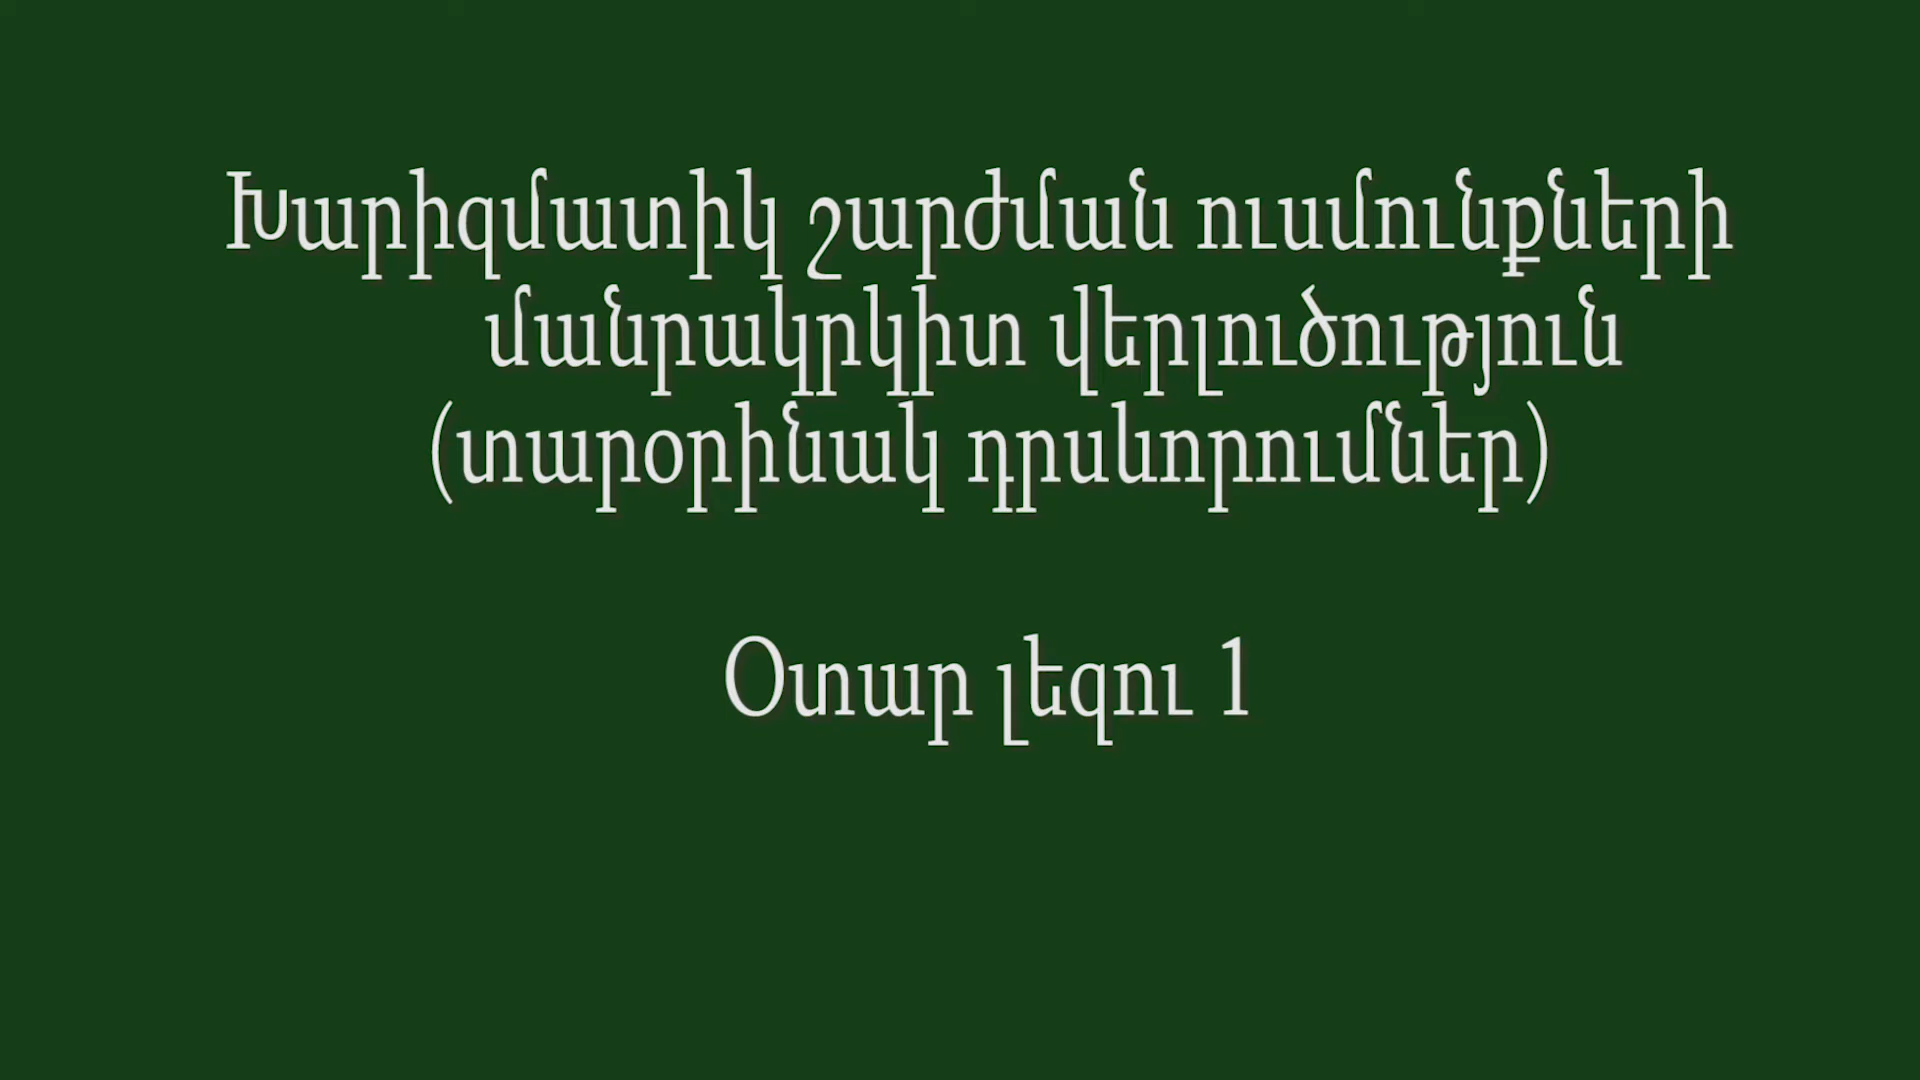 Խարիզմատիկ շարժման ուսմունքների
մանրակրկիտ վերլուծություն
(տարօրինակ դրսևորումներ)
Օտար լեզու 1